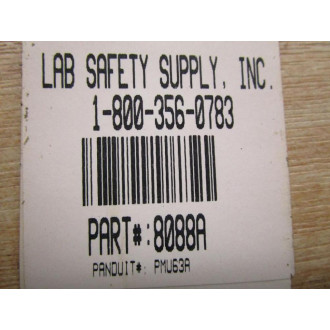 LAB SAFETY SUPPLY, INC.
1-800-356-0783
PART#:8088A
PANDUIT#: PMU63A